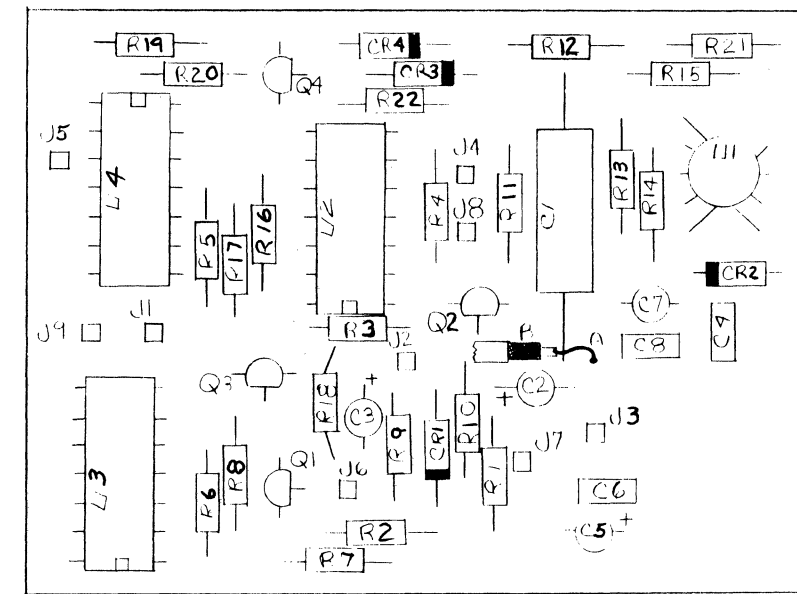 R19
CR4
R12
R21
R20
Q4
CR3
R15
R22
J5
U4
U2
J4
R4
J8
R11
C1
R13
R14
U1
R5
R17
R16
CR2
C7
J9
J1
R3
J2
Q2
B
A
C8
C4
Q3
R18
+
C3
+
C2
R9
CR1
R10
J3
U3
R6
R8
Q1
J6
R1
J7
C6
R2
C5
+
R7